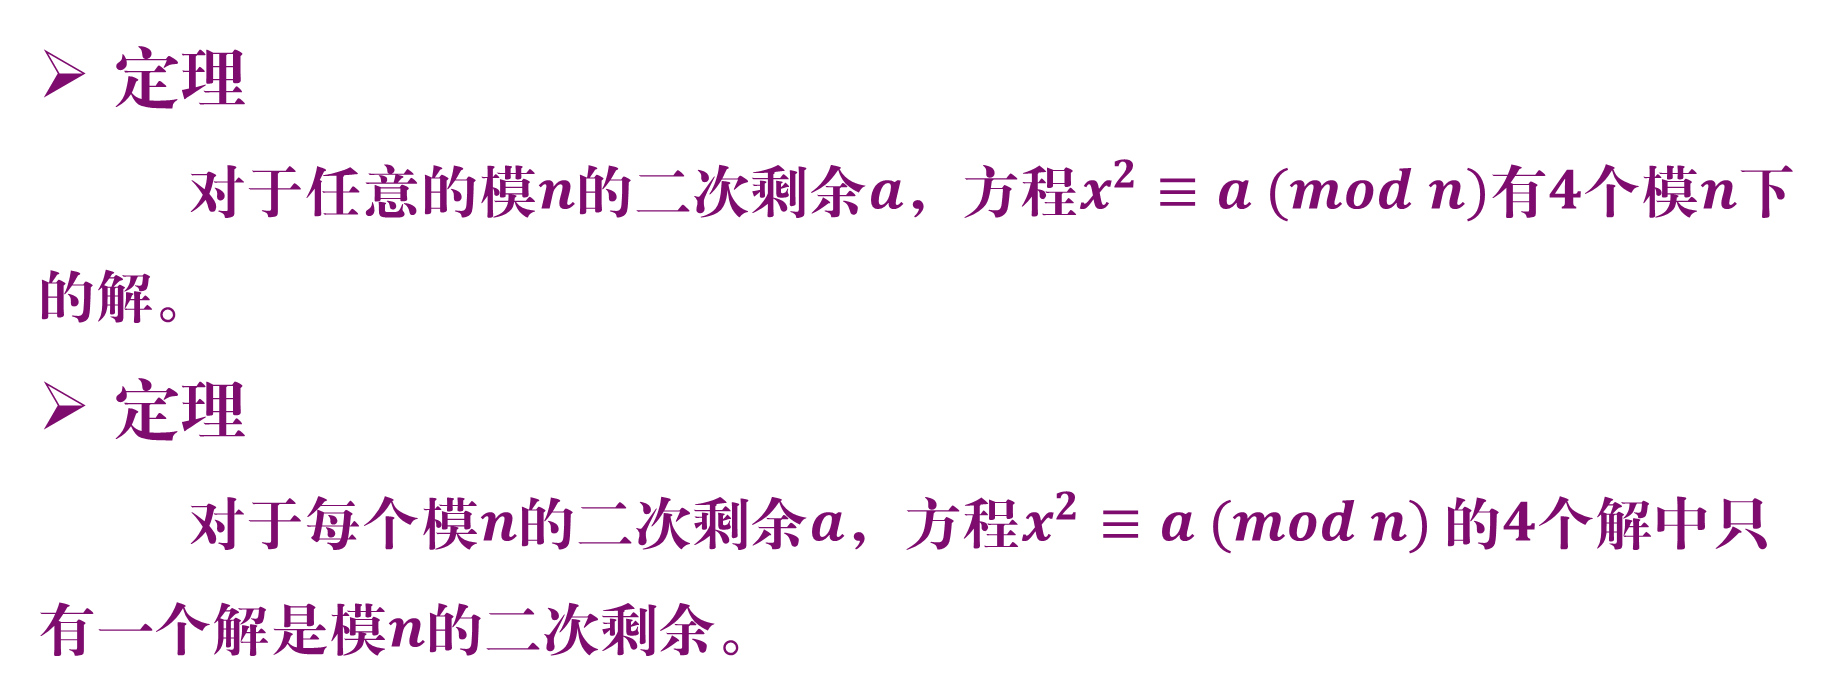 ➢ 定理
对于任意的模n的二次剩余a，方程x² ≡ a (mod n)有4个模n下
的解。
➢ 定理
对于每个模n的二次剩余a，方程x² ≡ a (mod n) 的4个解中只
有一个解是模n的二次剩余。